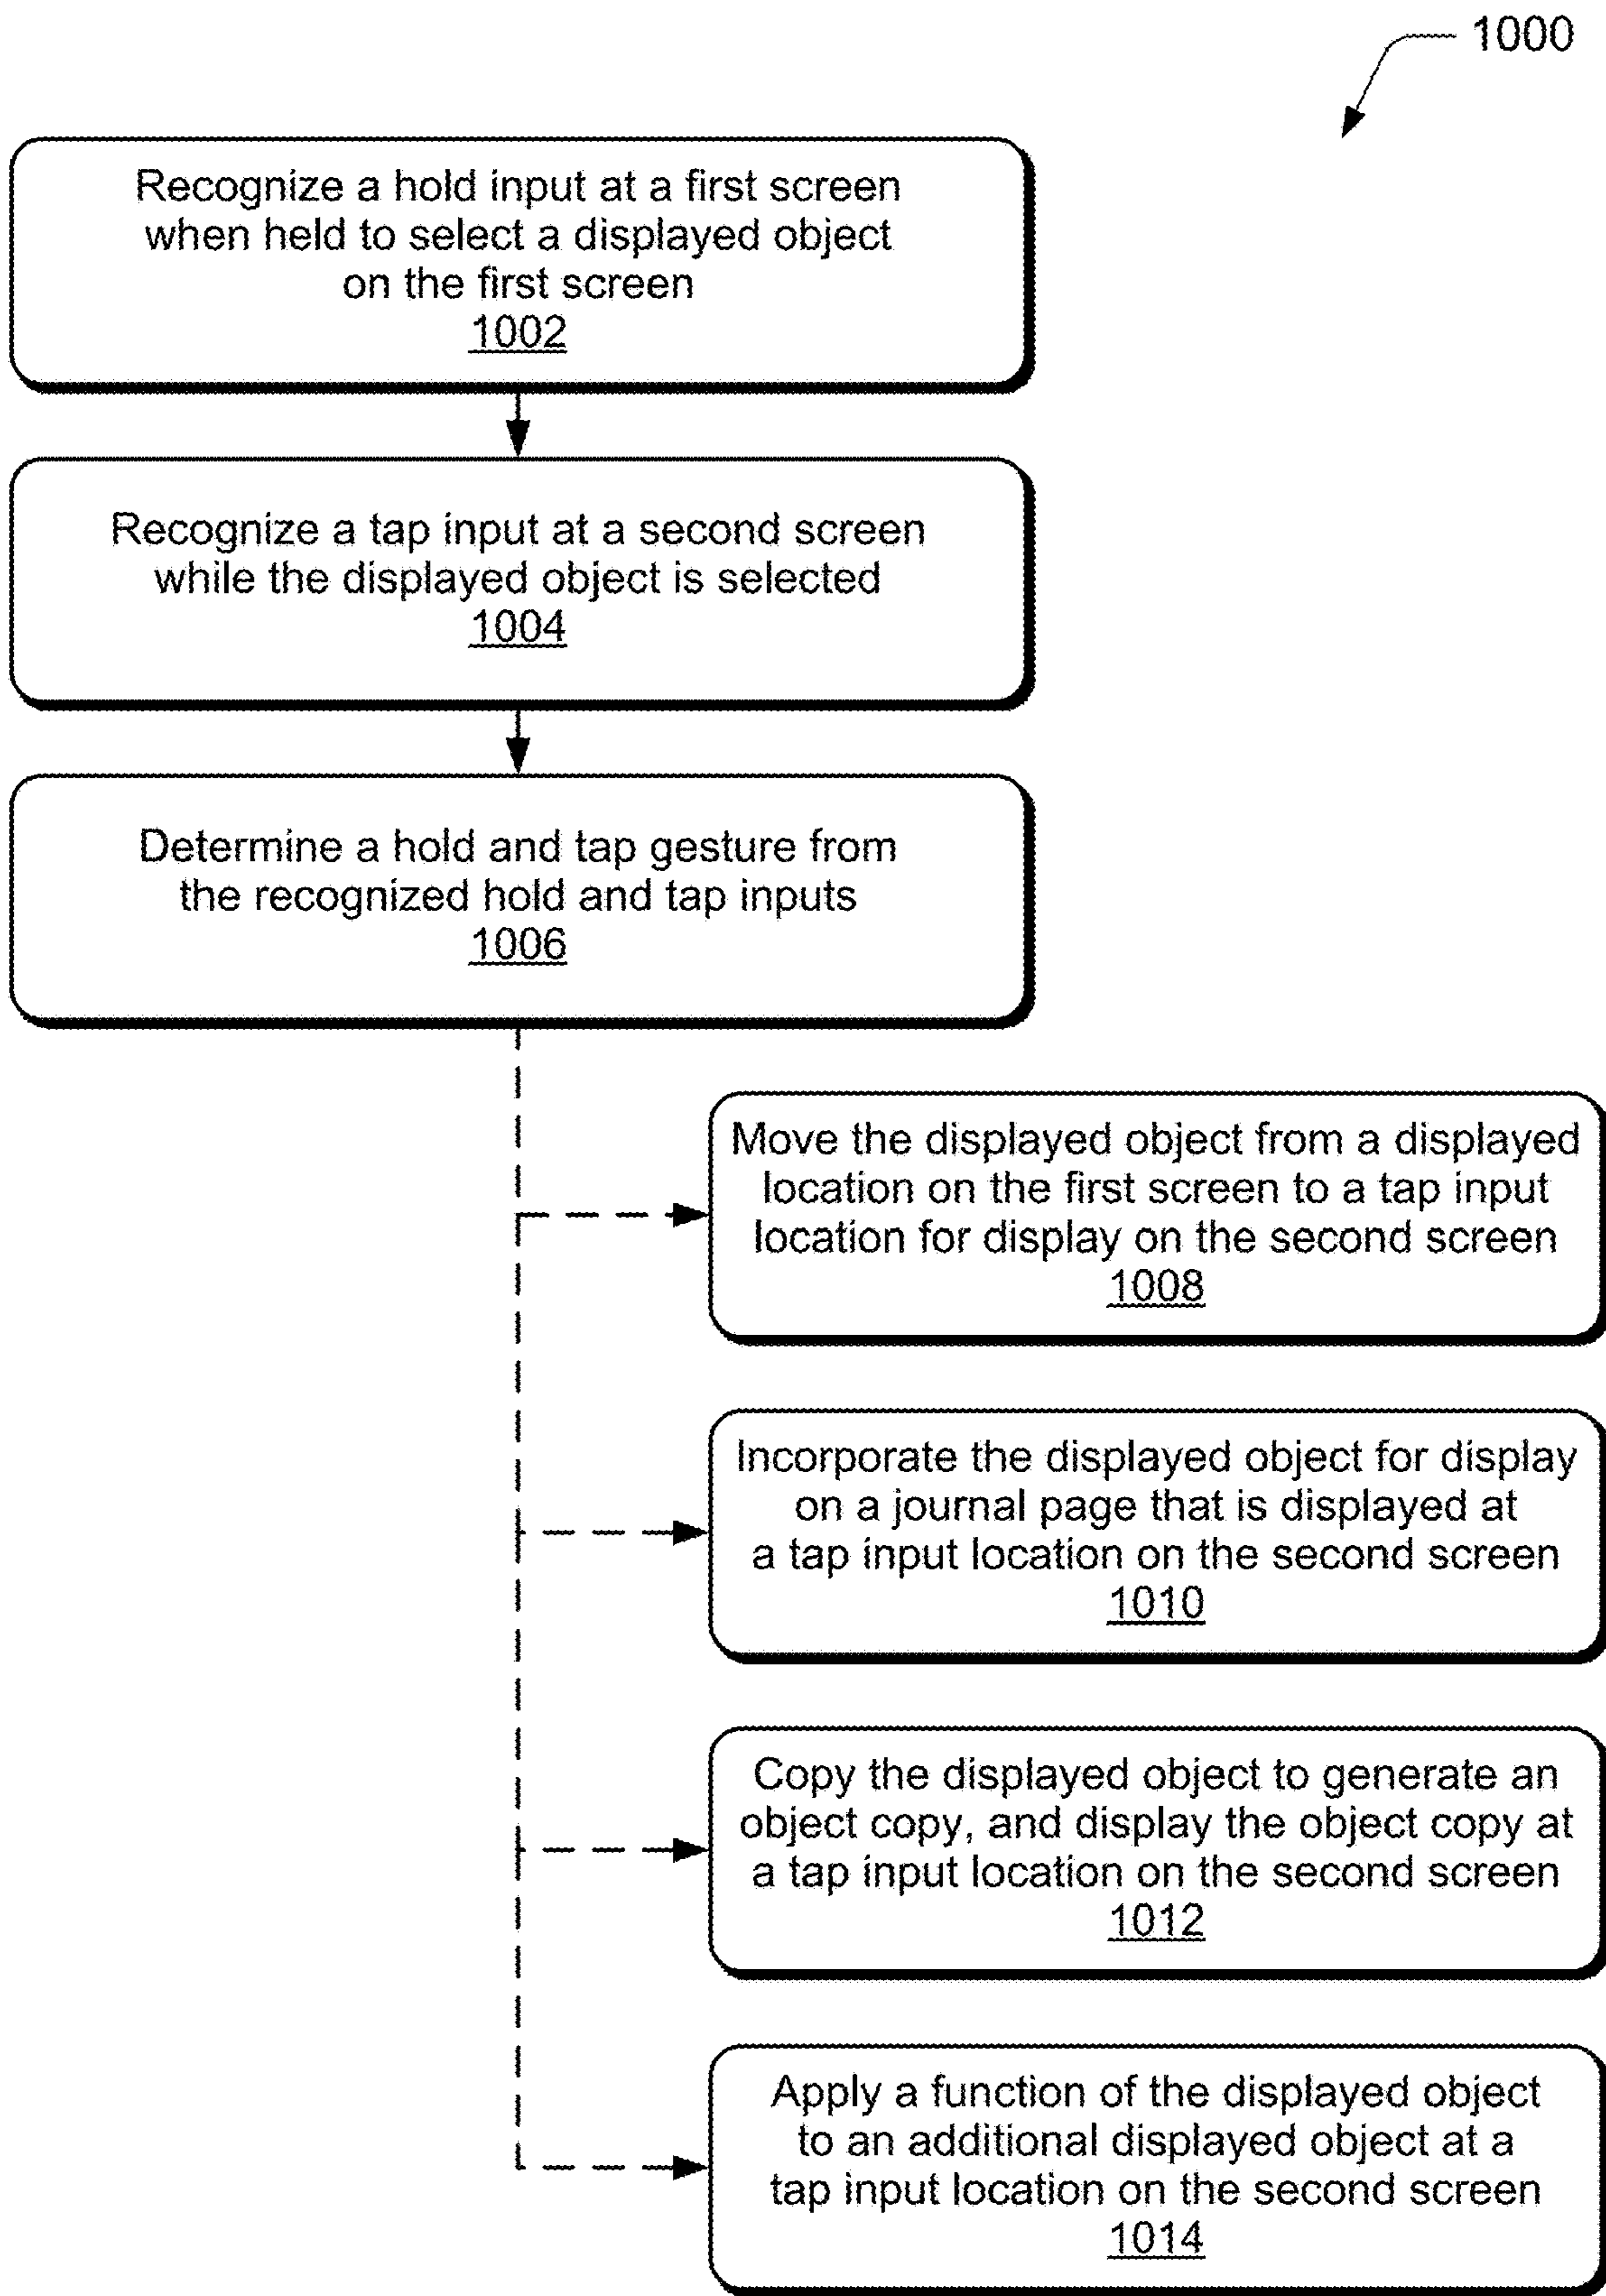 1000
Recognize a hold input at a first screen
when held to select a displayed object
on the first screen
1002
Recognize a tap input at a second screen
while the displayed object is selected
1004
Determine a hold and tap gesture from
the recognized hold and tap inputs
1006
Move the displayed object from a displayed
location on the first screen to a tap input
location for display on the second screen
1008
Incorporate the displayed object for display
on a journal page that is displayed at
a tap input location on the second screen
1010
Copy the displayed object to generate an
object copy, and display the object copy at
a tap input location on the second screen
1012
Apply a function of the displayed object
to an additional displayed object at a
tap input location on the second screen
1014